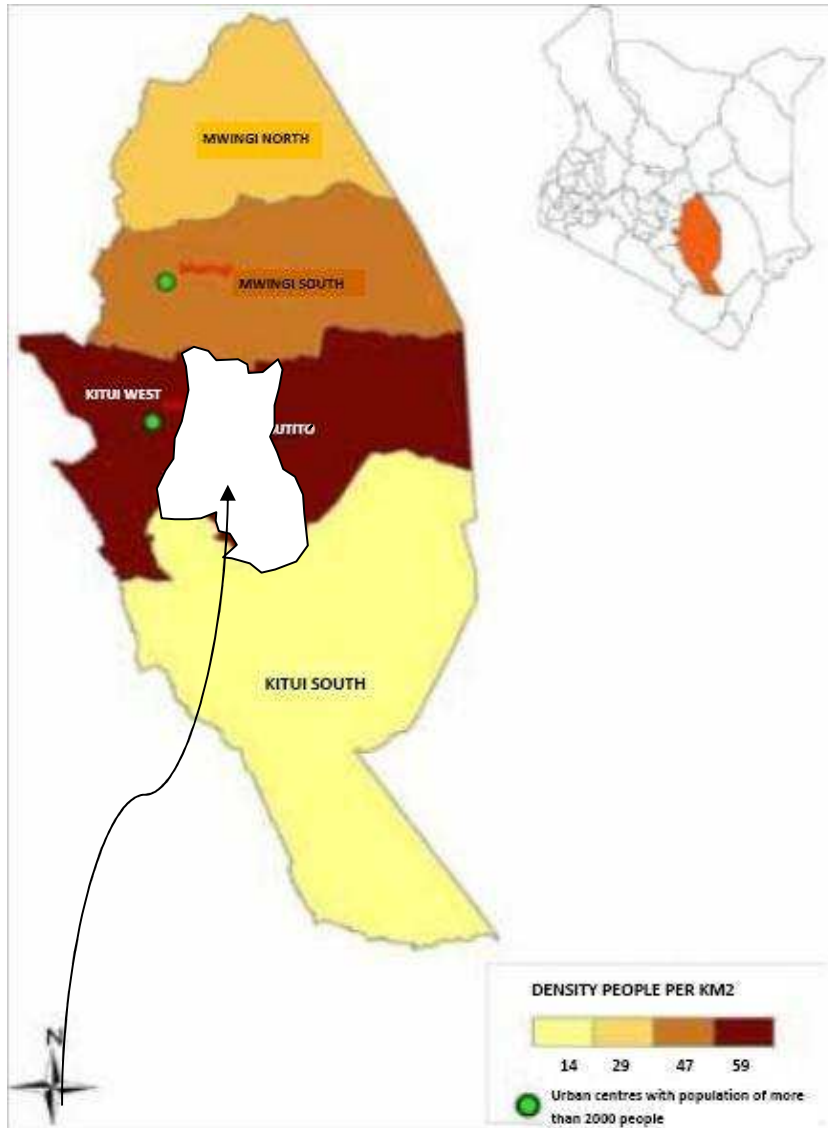 MWINGI NORTH
MWINGI SOUTH
KITUI WEST
UTITO
KITUI SOUTH
N
DENSITY PEOPLE PER KM2
14 29 47 59
Urban centres with population of more
than 2000 people